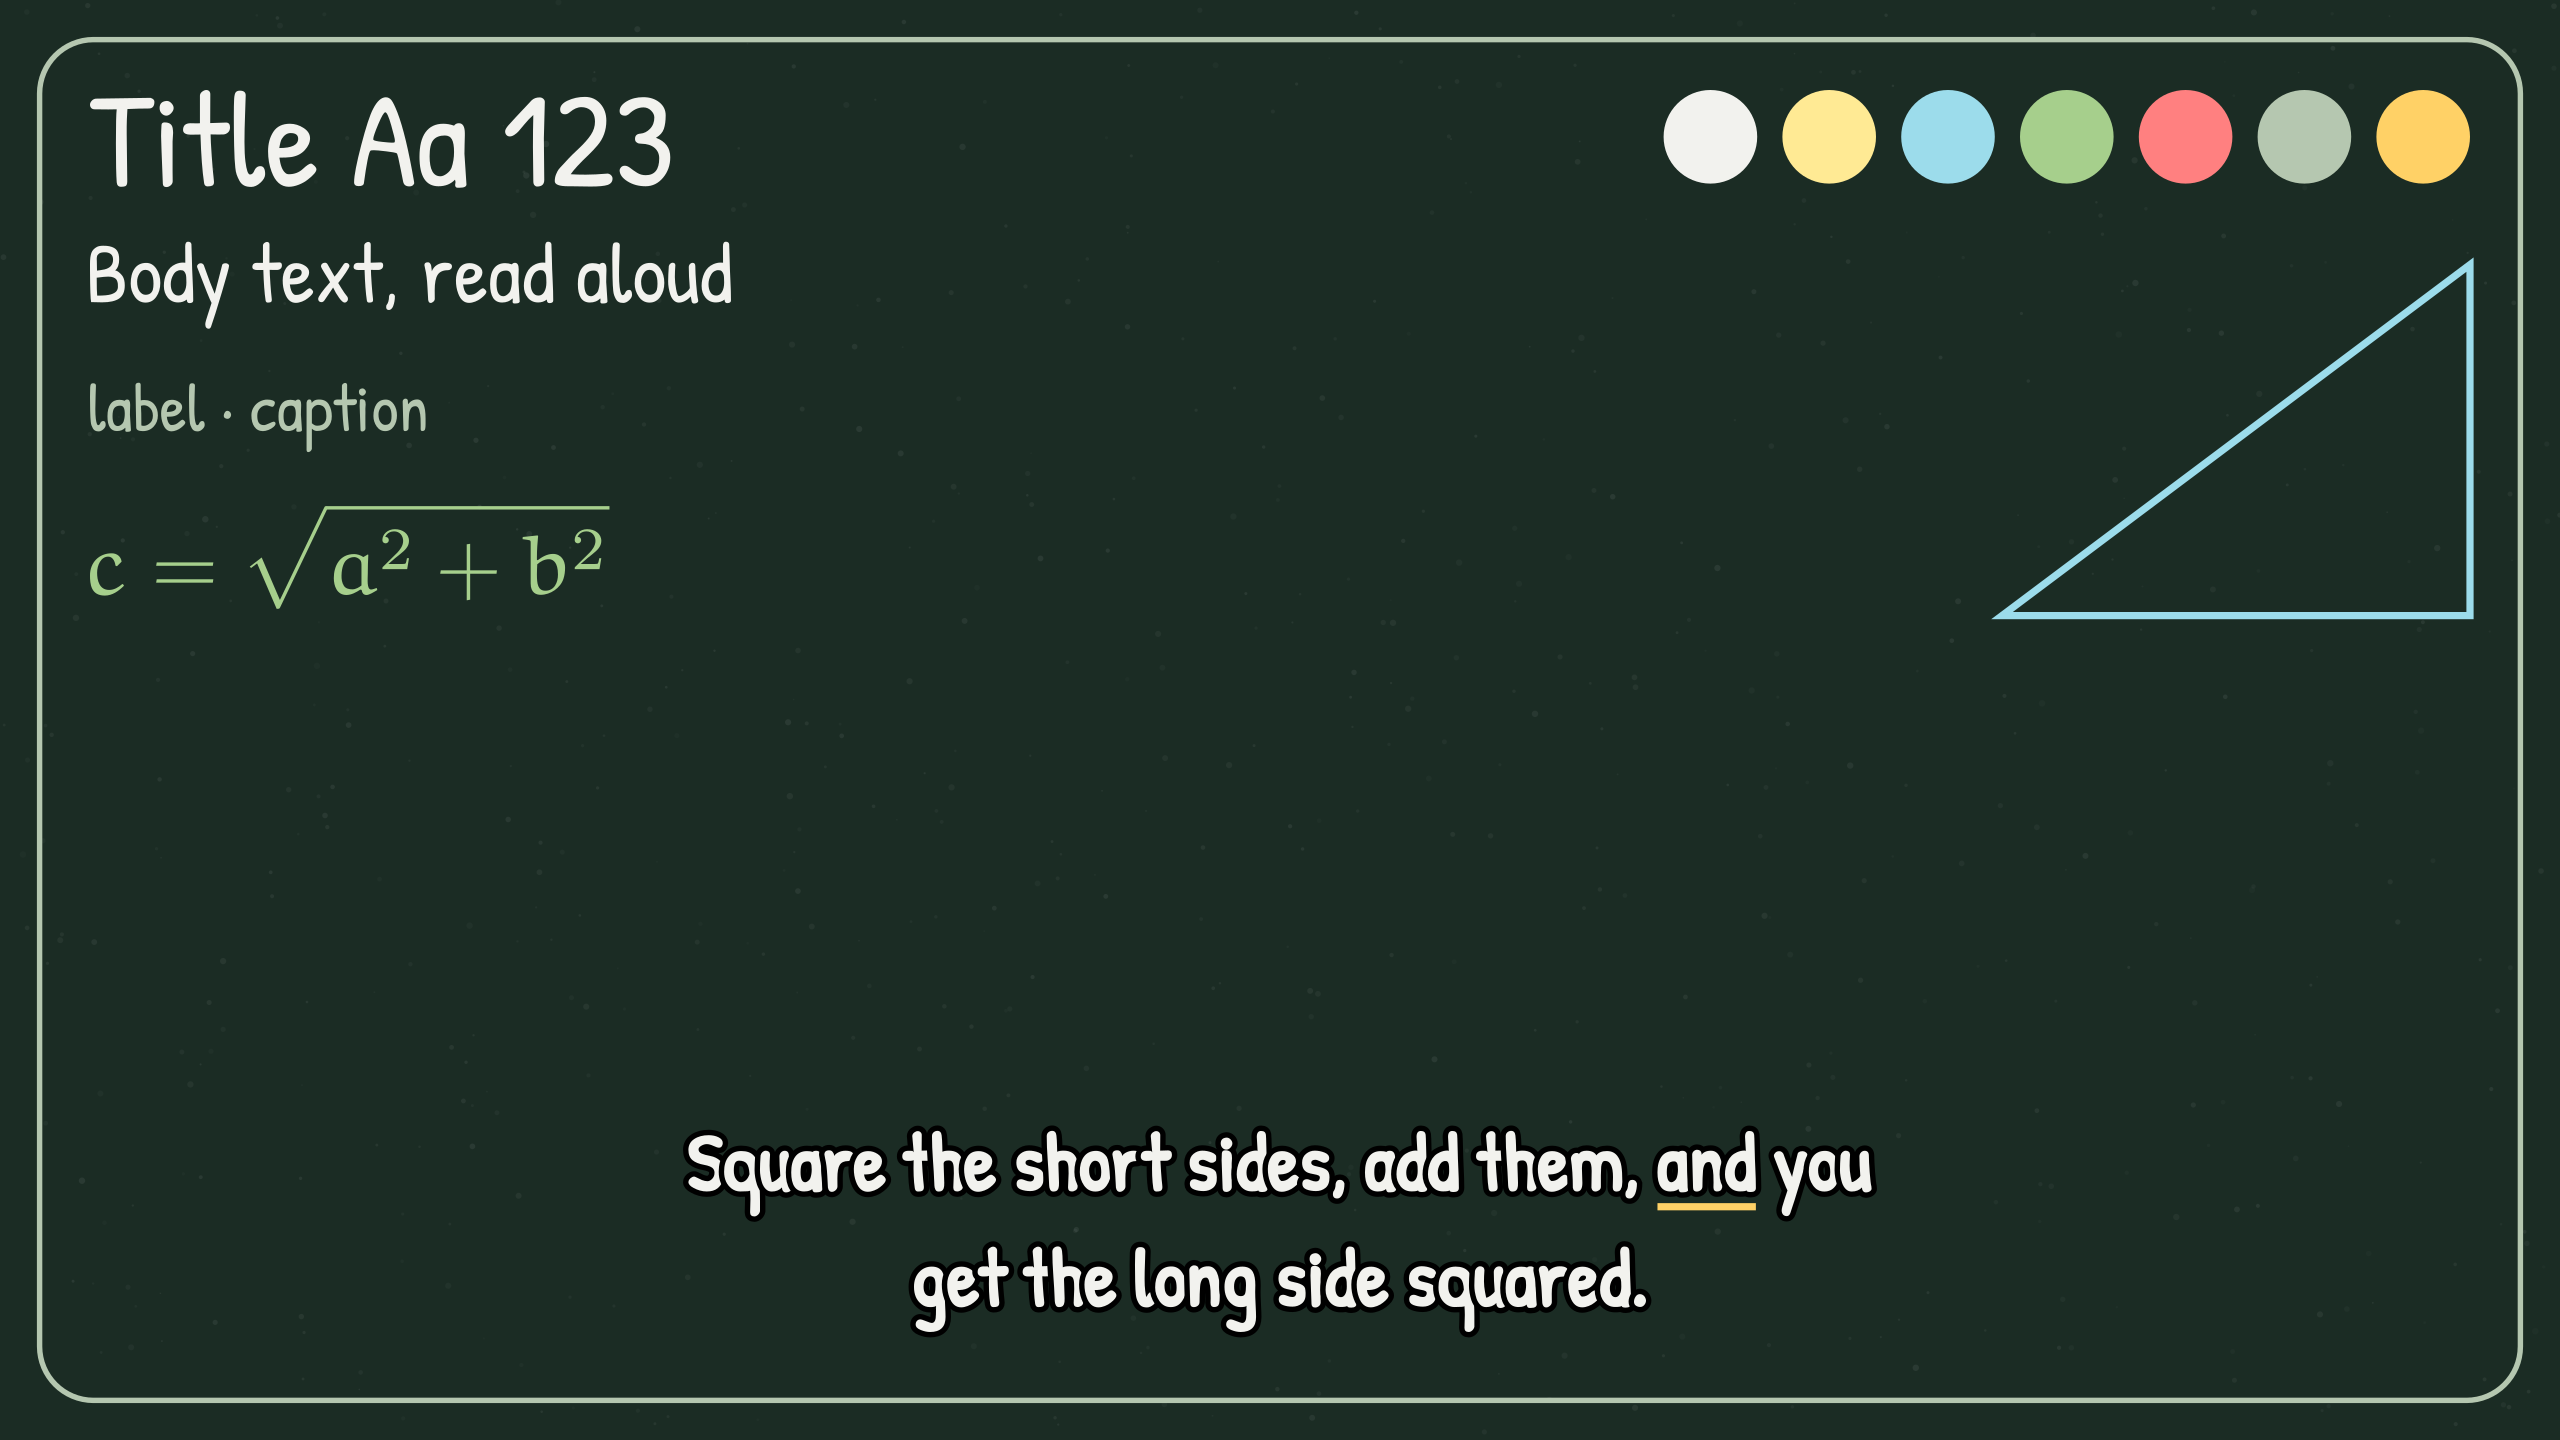 Title Aa 123
Body text, read aloud
label · caption
c = √a² + b²
Square the short sides, add them, and you
get the long side squared.